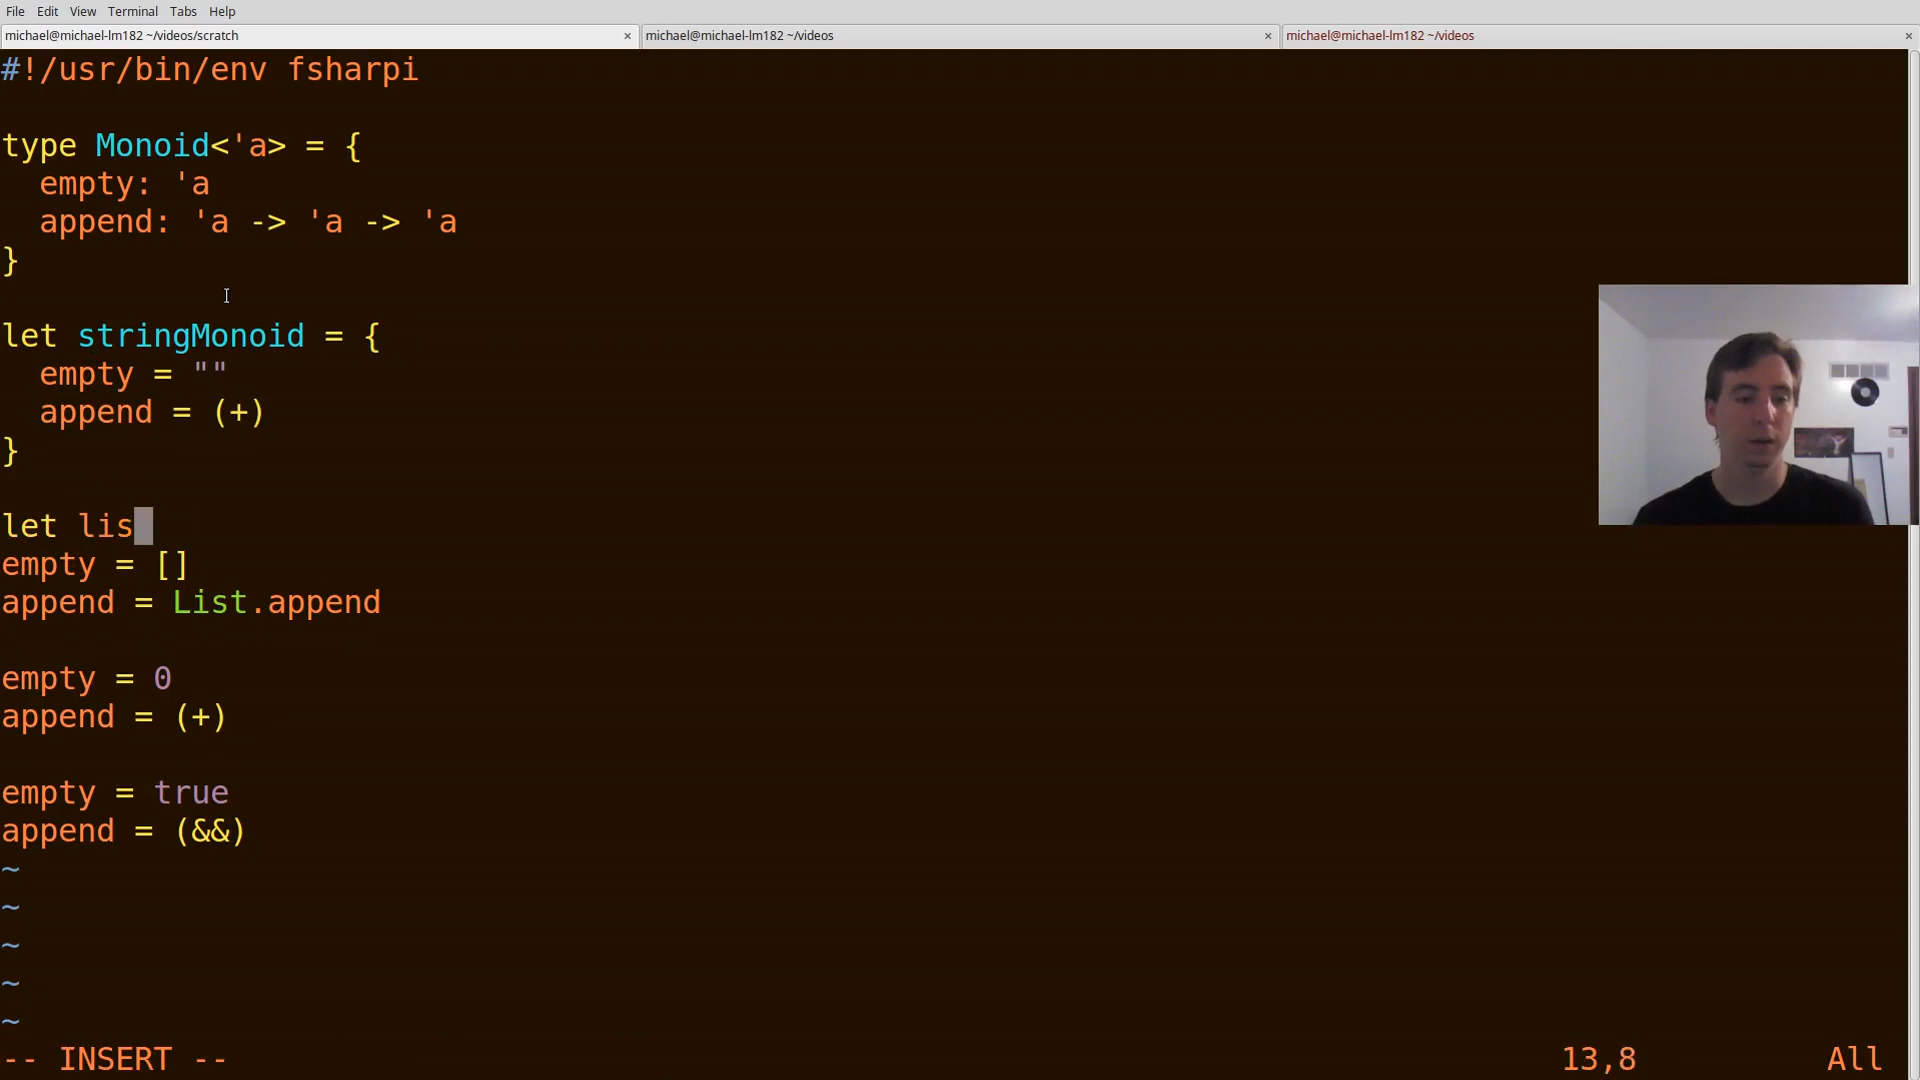 File Edit View Terminal Tabs Help
michael@michael-lm182 ~/videos/scratch × michael@michael-lm182 ~/videos × michael@michael-lm182 ~/videos ×
#!/usr/bin/env fsharpi
type Monoid<'a> = {
  empty: 'a
  append: 'a -> 'a -> 'a
}
let stringMonoid = {
  empty = ""
  append = (+)
}
let lis
empty = []
append = List.append
empty = 0
append = (+)
empty = true
append = (&&)
~
~
~
~
~
-- INSERT -- 13,8 All